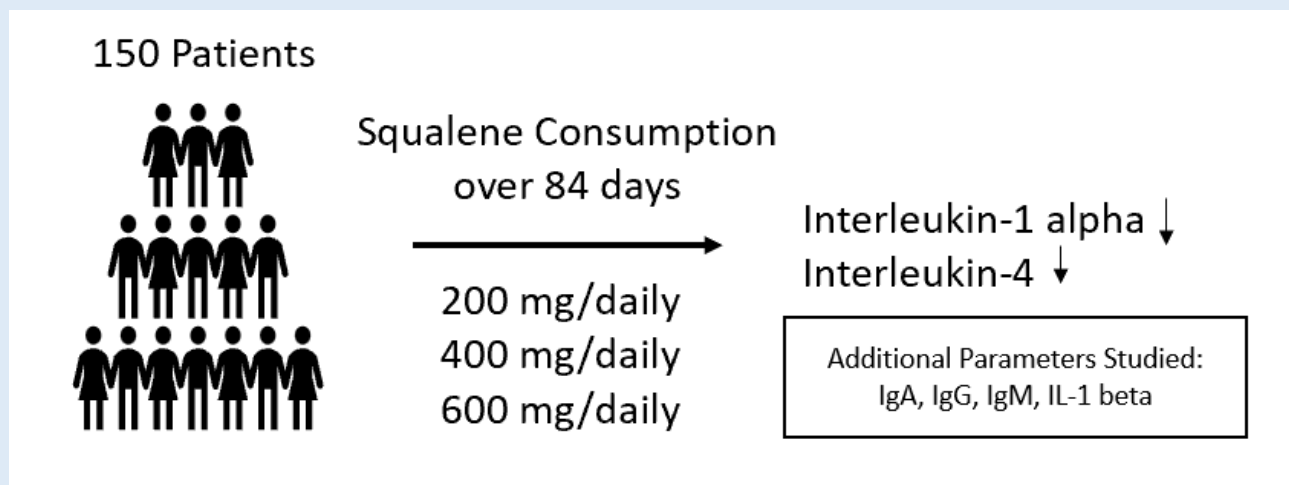 150 Patients
Squalene Consumption
over 84 days
200 mg/daily
400 mg/daily
600 mg/daily
Interleukin-1 alpha ↓
Interleukin-4 ↓
Additional Parameters Studied:
IgA, IgG, IgM, IL-1 beta